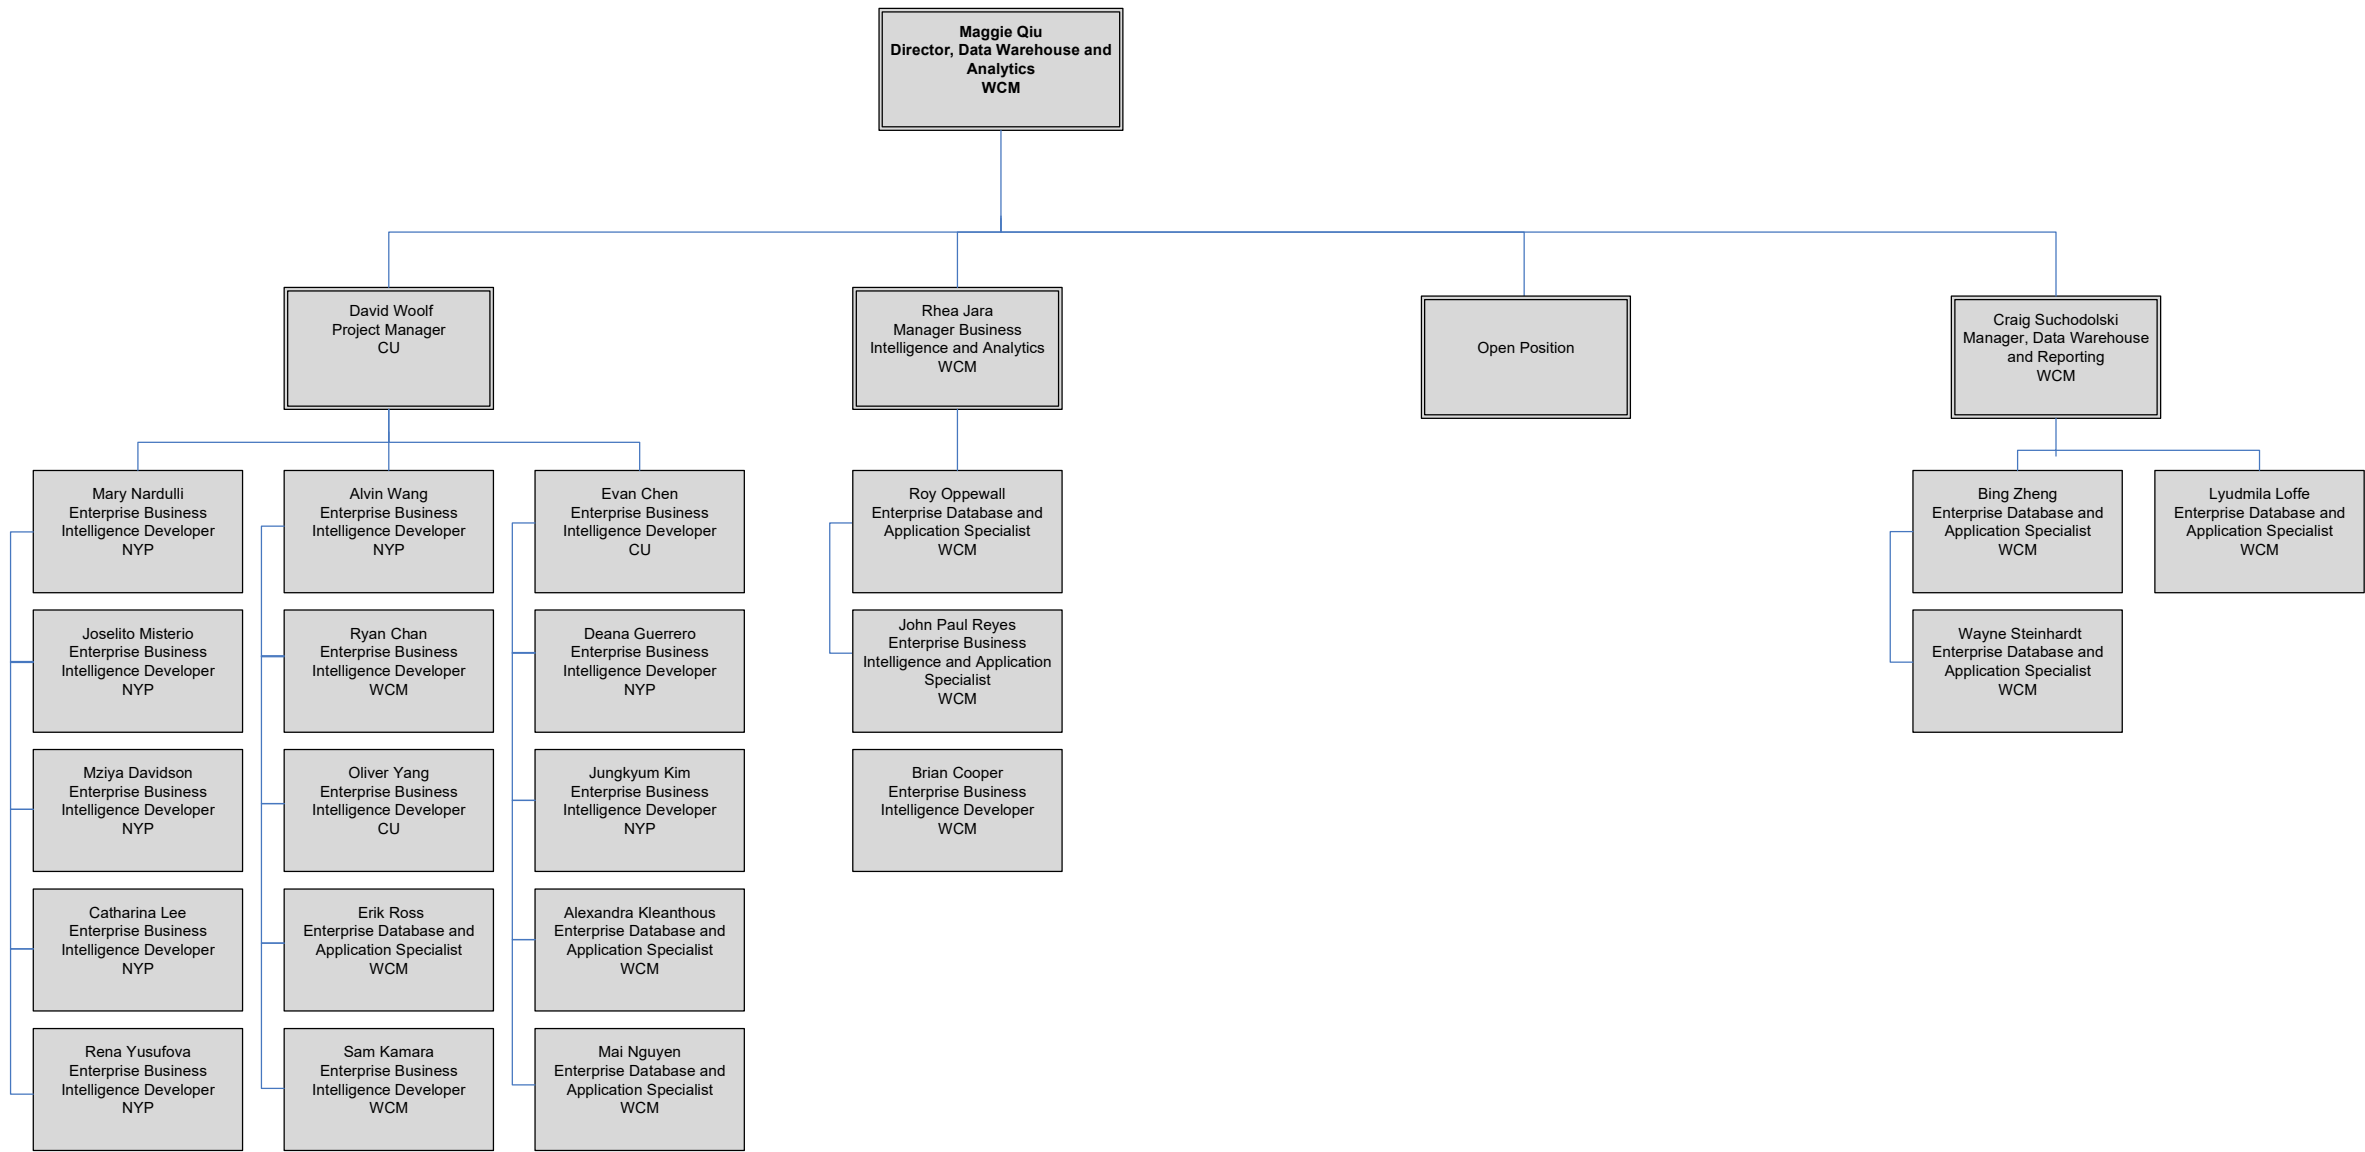 Maggie Qiu
Director, Data Warehouse and
Analytics
WCM
David Woolf
Project Manager
CU
Rhea Jara
Manager Business
Intelligence and Analytics
WCM
Open Position
Craig Suchodolski
Manager, Data Warehouse
and Reporting
WCM
Mary Nardulli
Enterprise Business
Intelligence Developer
NYP
Alvin Wang
Enterprise Business
Intelligence Developer
NYP
Evan Chen
Enterprise Business
Intelligence Developer
CU
Roy Oppewall
Enterprise Database and
Application Specialist
WCM
Bing Zheng
Enterprise Database and
Application Specialist
WCM
Lyudmila Loffe
Enterprise Database and
Application Specialist
WCM
Joselito Misterio
Enterprise Business
Intelligence Developer
NYP
Ryan Chan
Enterprise Business
Intelligence Developer
WCM
Deana Guerrero
Enterprise Business
Intelligence Developer
NYP
John Paul Reyes
Enterprise Business
Intelligence and Application
Specialist
WCM
Wayne Steinhardt
Enterprise Database and
Application Specialist
WCM
Mziya Davidson
Enterprise Business
Intelligence Developer
NYP
Oliver Yang
Enterprise Business
Intelligence Developer
CU
Jungkyum Kim
Enterprise Business
Intelligence Developer
NYP
Brian Cooper
Enterprise Business
Intelligence Developer
WCM
Catharina Lee
Enterprise Business
Intelligence Developer
NYP
Erik Ross
Enterprise Database and
Application Specialist
WCM
Alexandra Kleanthous
Enterprise Database and
Application Specialist
WCM
Rena Yusufova
Enterprise Business
Intelligence Developer
NYP
Sam Kamara
Enterprise Business
Intelligence Developer
WCM
Mai Nguyen
Enterprise Database and
Application Specialist
WCM